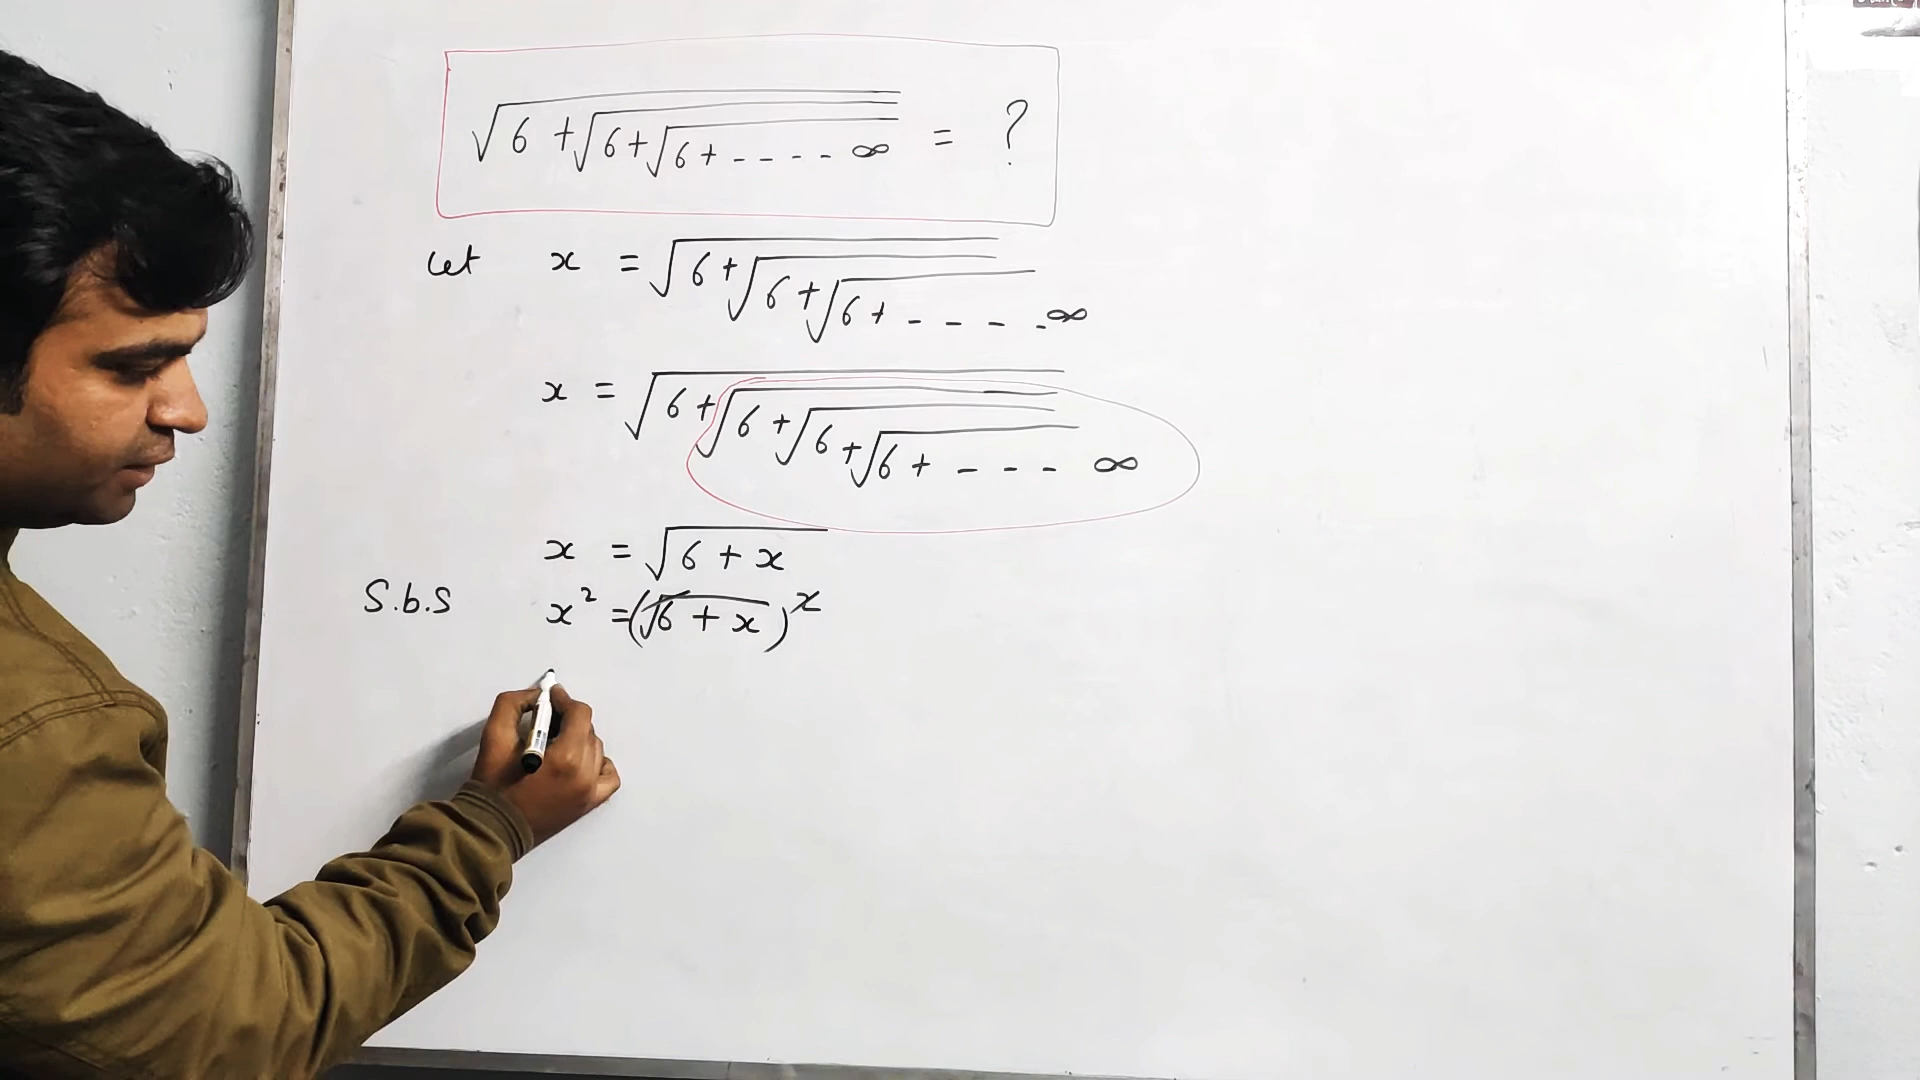 √6 + √6 + √6 + - - - - ∞ = ?
Let x = √6 + √6 + √6 + - - - - ∞
x = √6 + √6 + √6 + √6 + - - - ∞
x = √6 + x
S.b.S x² = (√6 + x)²